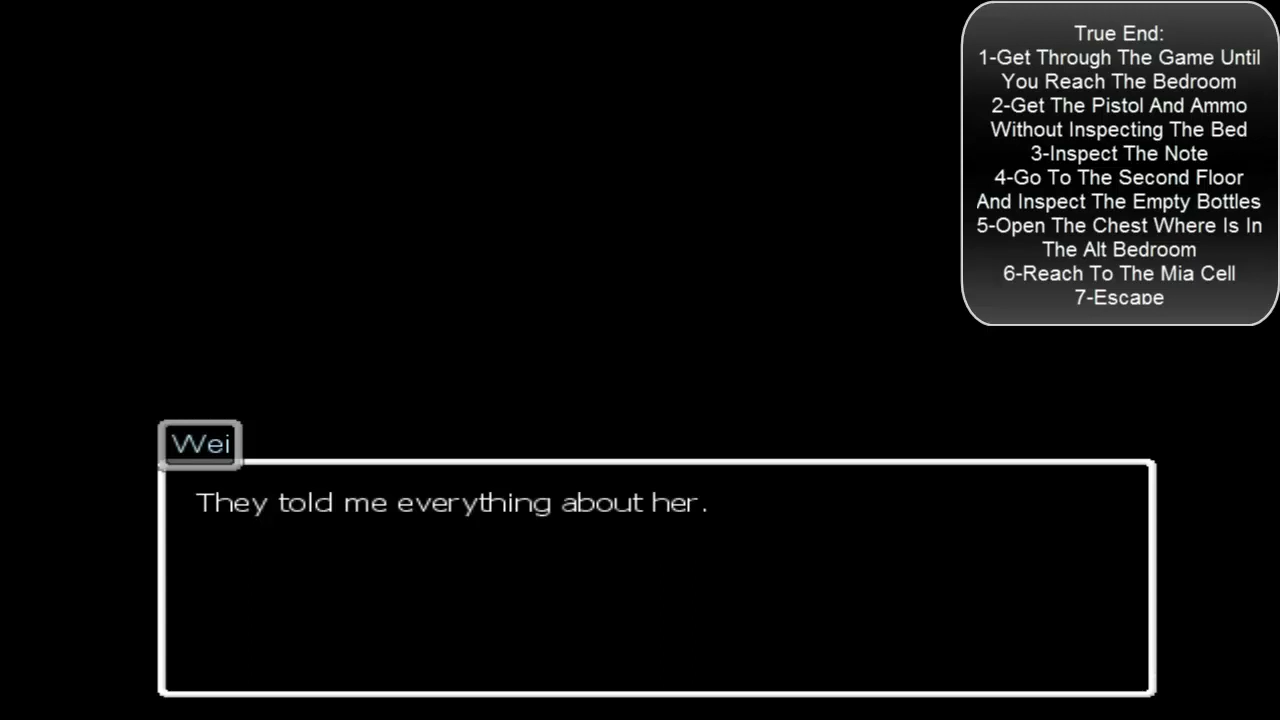 True End:
1-Get Through The Game Until
You Reach The Bedroom
2-Get The Pistol And Ammo
Without Inspecting The Bed
3-Inspect The Note
4-Go To The Second Floor
And Inspect The Empty Bottles
5-Open The Chest Where Is In
The Alt Bedroom
6-Reach To The Mia Cell
7-Escape
Wei
They told me everything about her.